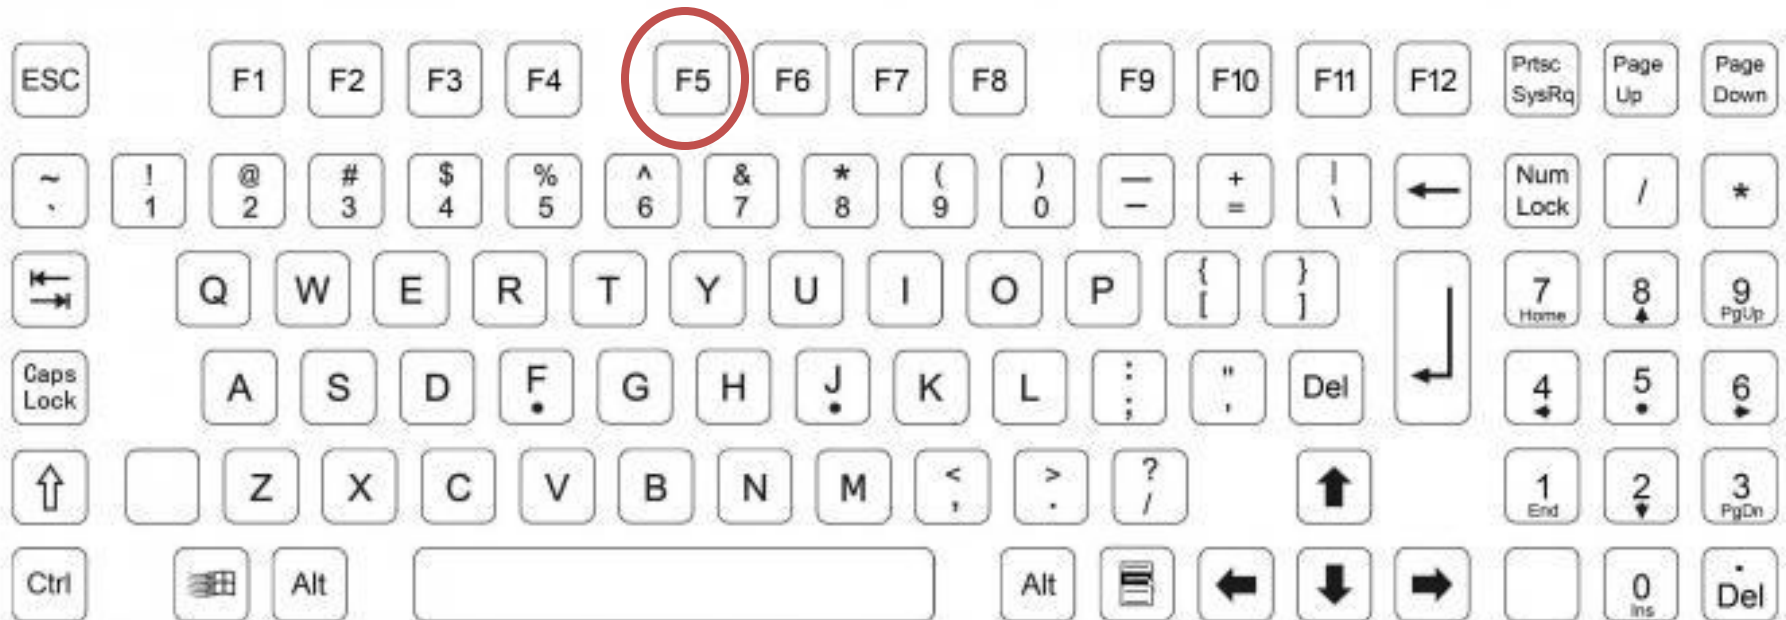 ESC F1 F2 F3 F4 F5 F6 F7 F8 F9 F10 F11 F12 Prtsc SysRq Page Up Page Down
~ ` ! 1 @ 2 # 3 $ 4 % 5 ^ 6 & 7 * 8 ( 9 ) 0 — – + = | \ Num Lock / *
Q W E R T Y U I O P { [ } ] 7 Home 8 9 PgUp
Caps Lock A S D F G H J K L : ; " ' Del 4 5 6
Z X C V B N M < , > . ? / 1 End 2 3 PgDn
Ctrl Alt Alt 0 Ins . Del